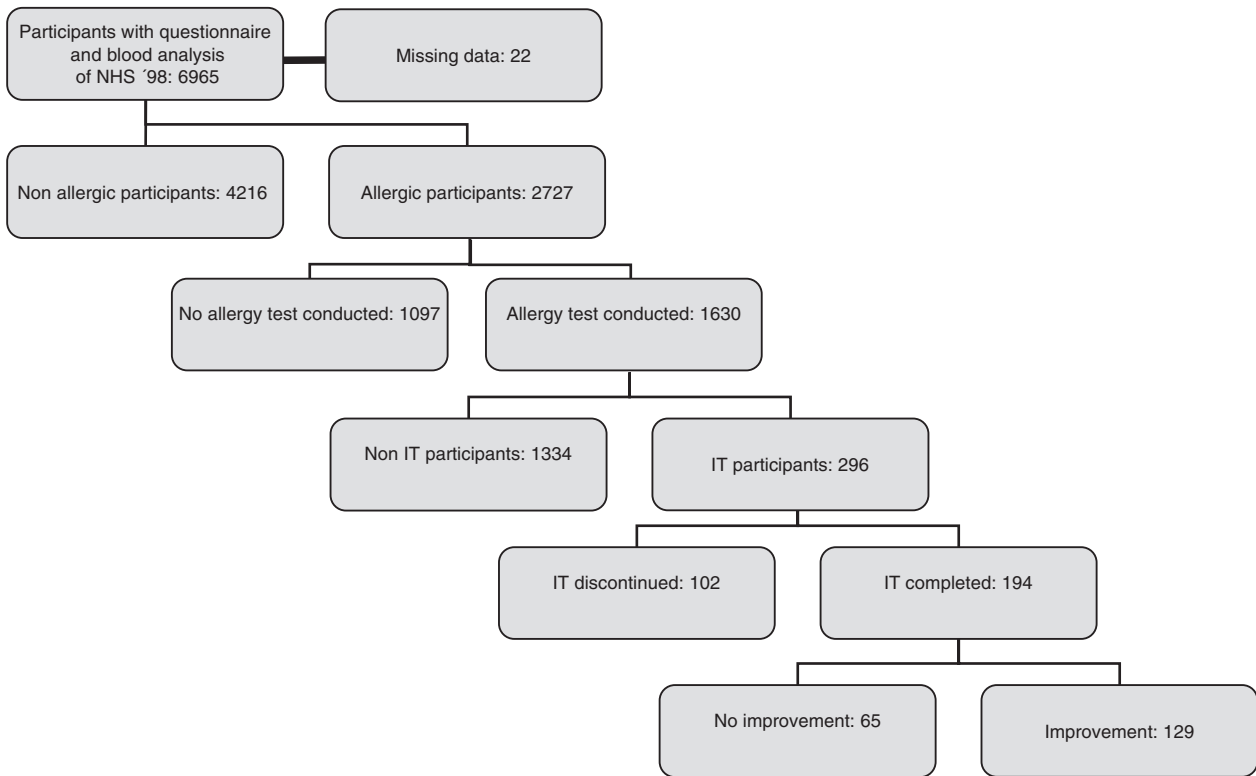 Participants with questionnaire
and blood analysis
of NHS ´98: 6965
Missing data: 22
Non allergic participants: 4216
Allergic participants: 2727
No allergy test conducted: 1097
Allergy test conducted: 1630
Non IT participants: 1334
IT participants: 296
IT discontinued: 102
IT completed: 194
No improvement: 65
Improvement: 129